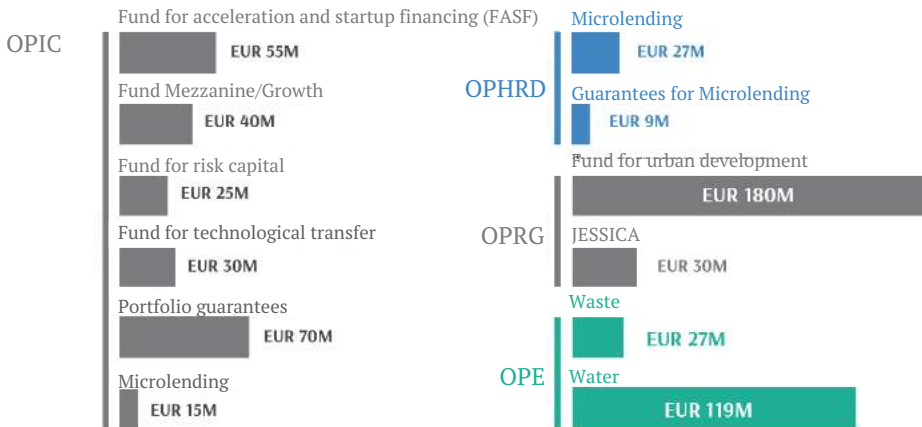 OPIC
Fund for acceleration and startup financing (FASF)
EUR 55M
Fund Mezzanine/Growth
EUR 40M
Fund for risk capital
EUR 25M
Fund for technological transfer
EUR 30M
Portfolio guarantees
EUR 70M
Microlending
EUR 15M
OPHRD
Microlending
EUR 27M
Guarantees for Microlending
EUR 9M
OPRG
Fund for urban development
EUR 180M
JESSICA
EUR 30M
OPE
Waste
EUR 27M
Water
EUR 119M